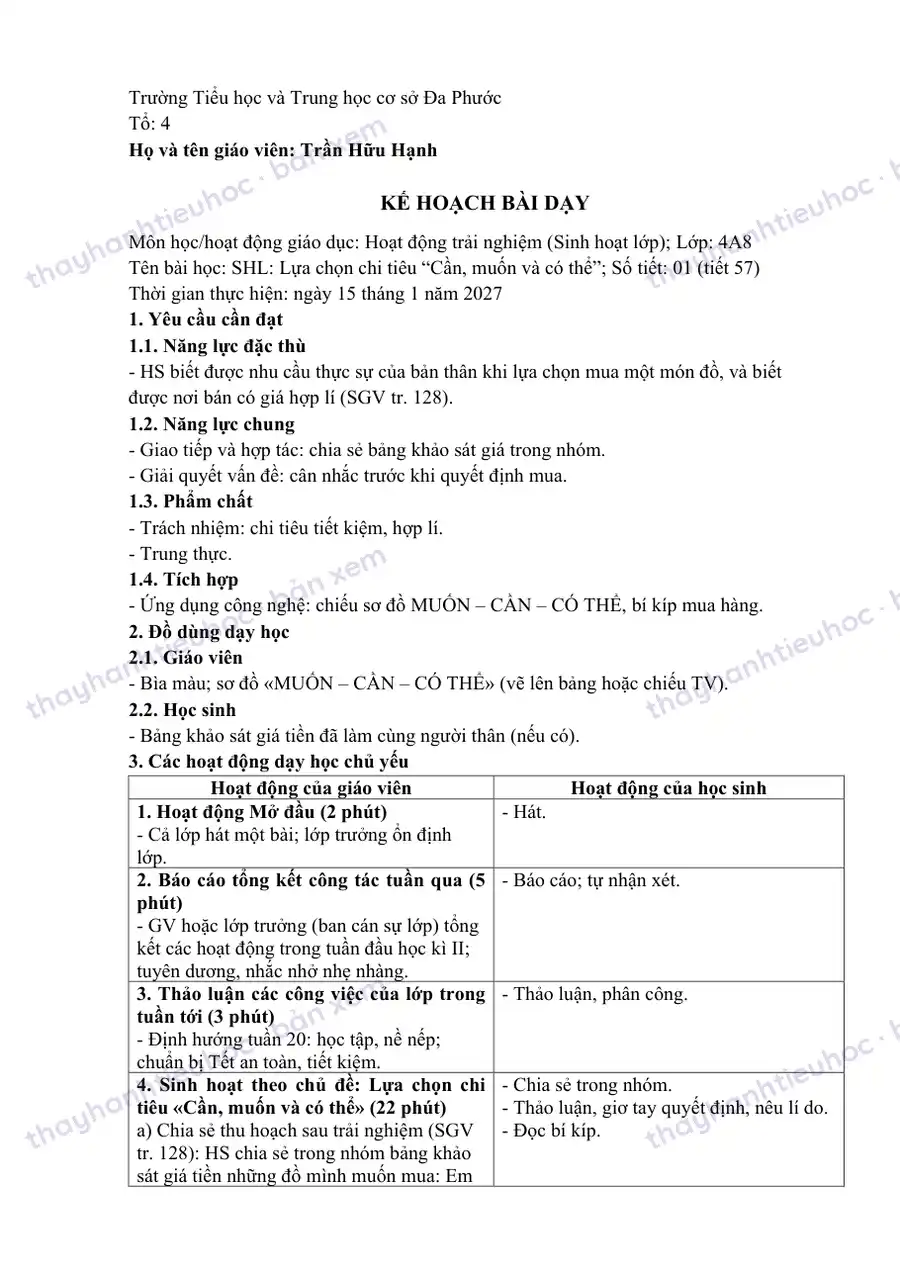 Trường Tiểu học và Trung học cơ sở Đa Phước
Tổ: 4
Họ và tên giáo viên: Trần Hữu Hạnh
KẾ HOẠCH BÀI DẠY
Môn học/hoạt động giáo dục: Hoạt động trải nghiệm (Sinh hoạt lớp); Lớp: 4A8
Tên bài học: SHL: Lựa chọn chi tiêu “Cần, muốn và có thể”; Số tiết: 01 (tiết 57)
Thời gian thực hiện: ngày 15 tháng 1 năm 2027
1. Yêu cầu cần đạt
1.1. Năng lực đặc thù
- HS biết được nhu cầu thực sự của bản thân khi lựa chọn mua một món đồ, và biết
được nơi bán có giá hợp lí (SGV tr. 128).
1.2. Năng lực chung
- Giao tiếp và hợp tác: chia sẻ bảng khảo sát giá trong nhóm.
- Giải quyết vấn đề: cân nhắc trước khi quyết định mua.
1.3. Phẩm chất
- Trách nhiệm: chi tiêu tiết kiệm, hợp lí.
- Trung thực.
1.4. Tích hợp
- Ứng dụng công nghệ: chiếu sơ đồ MUỐN – CẦN – CÓ THỂ, bí kíp mua hàng.
2. Đồ dùng dạy học
2.1. Giáo viên
- Bìa màu; sơ đồ «MUỐN – CẦN – CÓ THỂ» (vẽ lên bảng hoặc chiếu TV).
2.2. Học sinh
- Bảng khảo sát giá tiền đã làm cùng người thân (nếu có).
3. Các hoạt động dạy học chủ yếu
Hoạt động của giáo viên
Hoạt động của học sinh
1. Hoạt động Mở đầu (2 phút)
- Cả lớp hát một bài; lớp trưởng ổn định
lớp.
- Hát.
2. Báo cáo tổng kết công tác tuần qua (5
phút)
- GV hoặc lớp trưởng (ban cán sự lớp) tổng
kết các hoạt động trong tuần đầu học kì II;
tuyên dương, nhắc nhở nhẹ nhàng.
- Báo cáo; tự nhận xét.
3. Thảo luận các công việc của lớp trong
tuần tới (3 phút)
- Định hướng tuần 20: học tập, nề nếp;
chuẩn bị Tết an toàn, tiết kiệm.
- Thảo luận, phân công.
4. Sinh hoạt theo chủ đề: Lựa chọn chi
tiêu «Cần, muốn và có thể» (22 phút)
a) Chia sẻ thu hoạch sau trải nghiệm (SGV
tr. 128): HS chia sẻ trong nhóm bảng khảo
sát giá tiền những đồ mình muốn mua: Em
- Chia sẻ trong nhóm.
- Thảo luận, giơ tay quyết định, nêu lí do.
- Đọc bí kíp.
thayhanhtieuhoc · bản xem
thayhanhtieuhoc · b
thayhanhtieuhoc · bản xem
thayhanhtieuhoc · b
thayhanhtieuhoc · bản xem
thayhanhtieuhoc · b